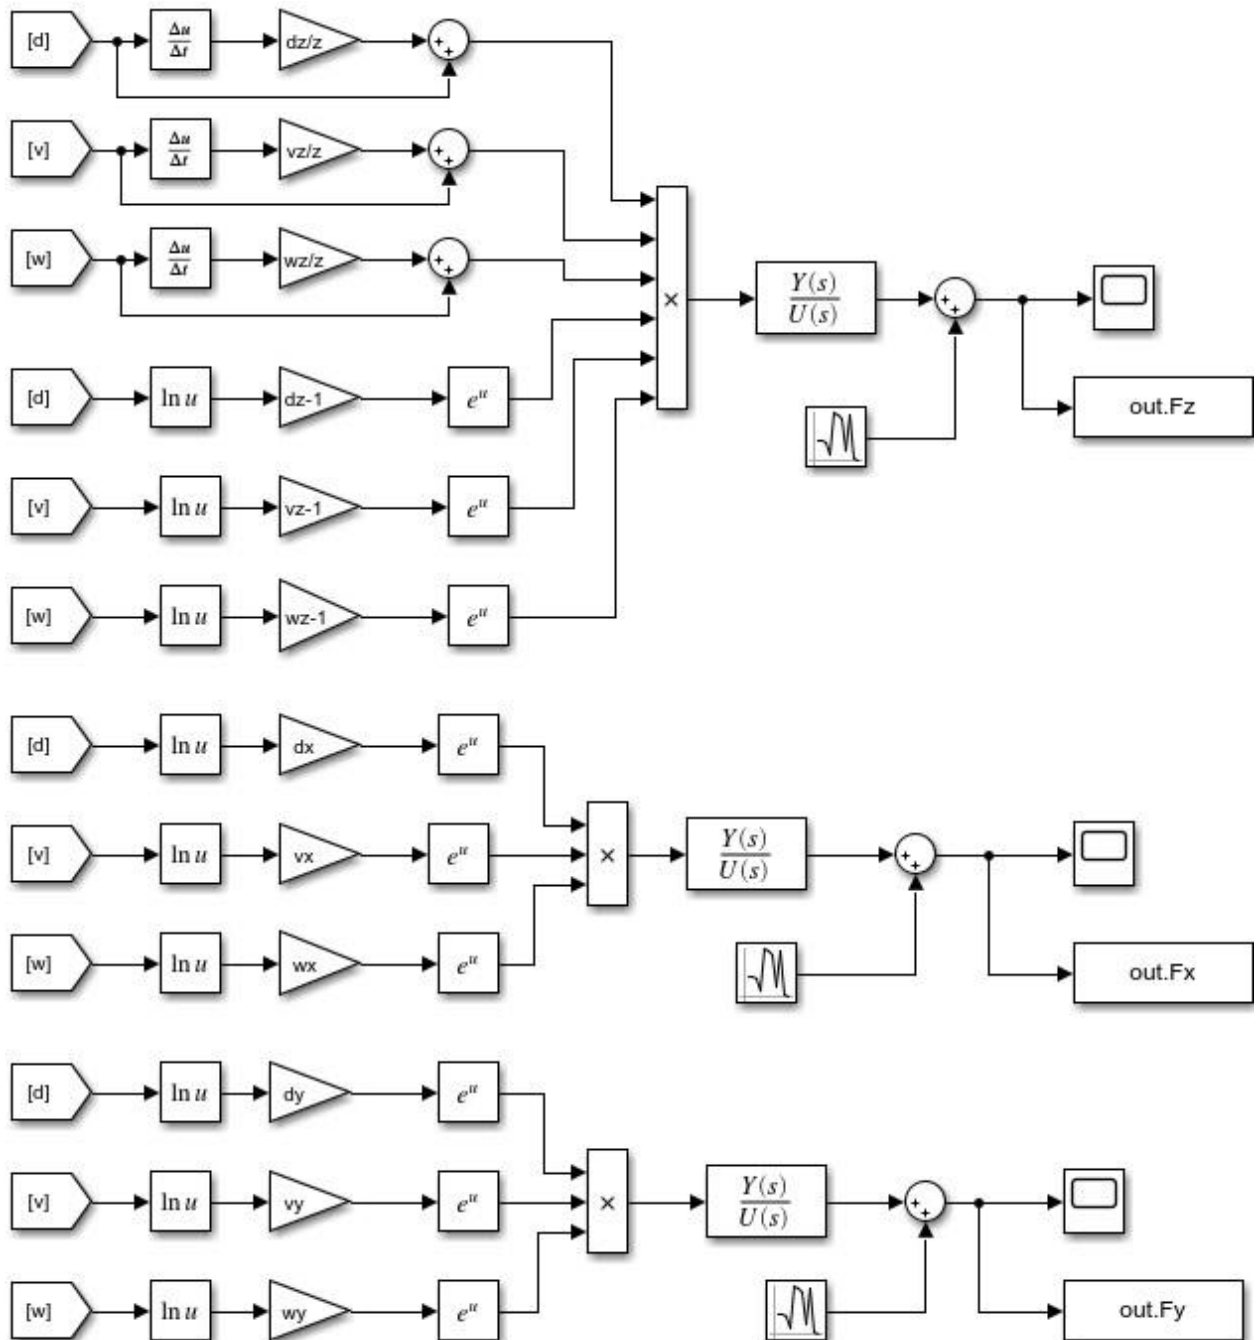 [d] Δu/Δt dz/z + +
[v] Δu/Δt vz/z + +
[w] Δu/Δt wz/z + +
× Y(s)/U(s) + +
[d] ln u dz-1 e^u
out.Fz
[v] ln u vz-1 e^u
[w] ln u wz-1 e^u
[d] ln u dx e^u
[v] ln u vx e^u × Y(s)/U(s) + +
[w] ln u wx e^u out.Fx
[d] ln u dy e^u
[v] ln u vy e^u × Y(s)/U(s) + +
[w] ln u wy e^u out.Fy